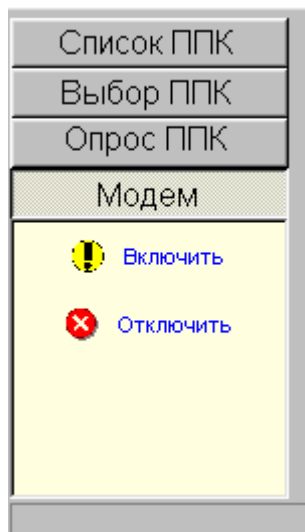 Список ППК
Выбор ППК
Опрос ППК
Модем
Включить
Отключить